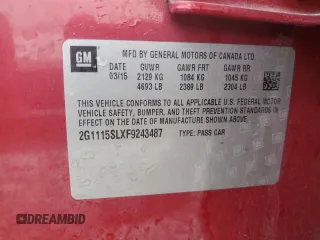 GM
MFD BY GENERAL MOTORS OF CANADA LTD.
DATE GVWR GAWR FRT GAWR RR
03/15 2129 KG 1084 KG 1045 KG
4693 LB 2389 LB 2304 LB
THIS VEHICLE CONFORMS TO ALL APPLICABLE U.S. FEDERAL MOTOR
VEHICLE SAFETY, BUMPER, AND THEFT PREVENTION STANDARDS IN
EFFECT ON THE DATE OF MANUFACTURE SHOWN ABOVE.
2G1115SLXF9243487 TYPE: PASS CAR
DREAMBID